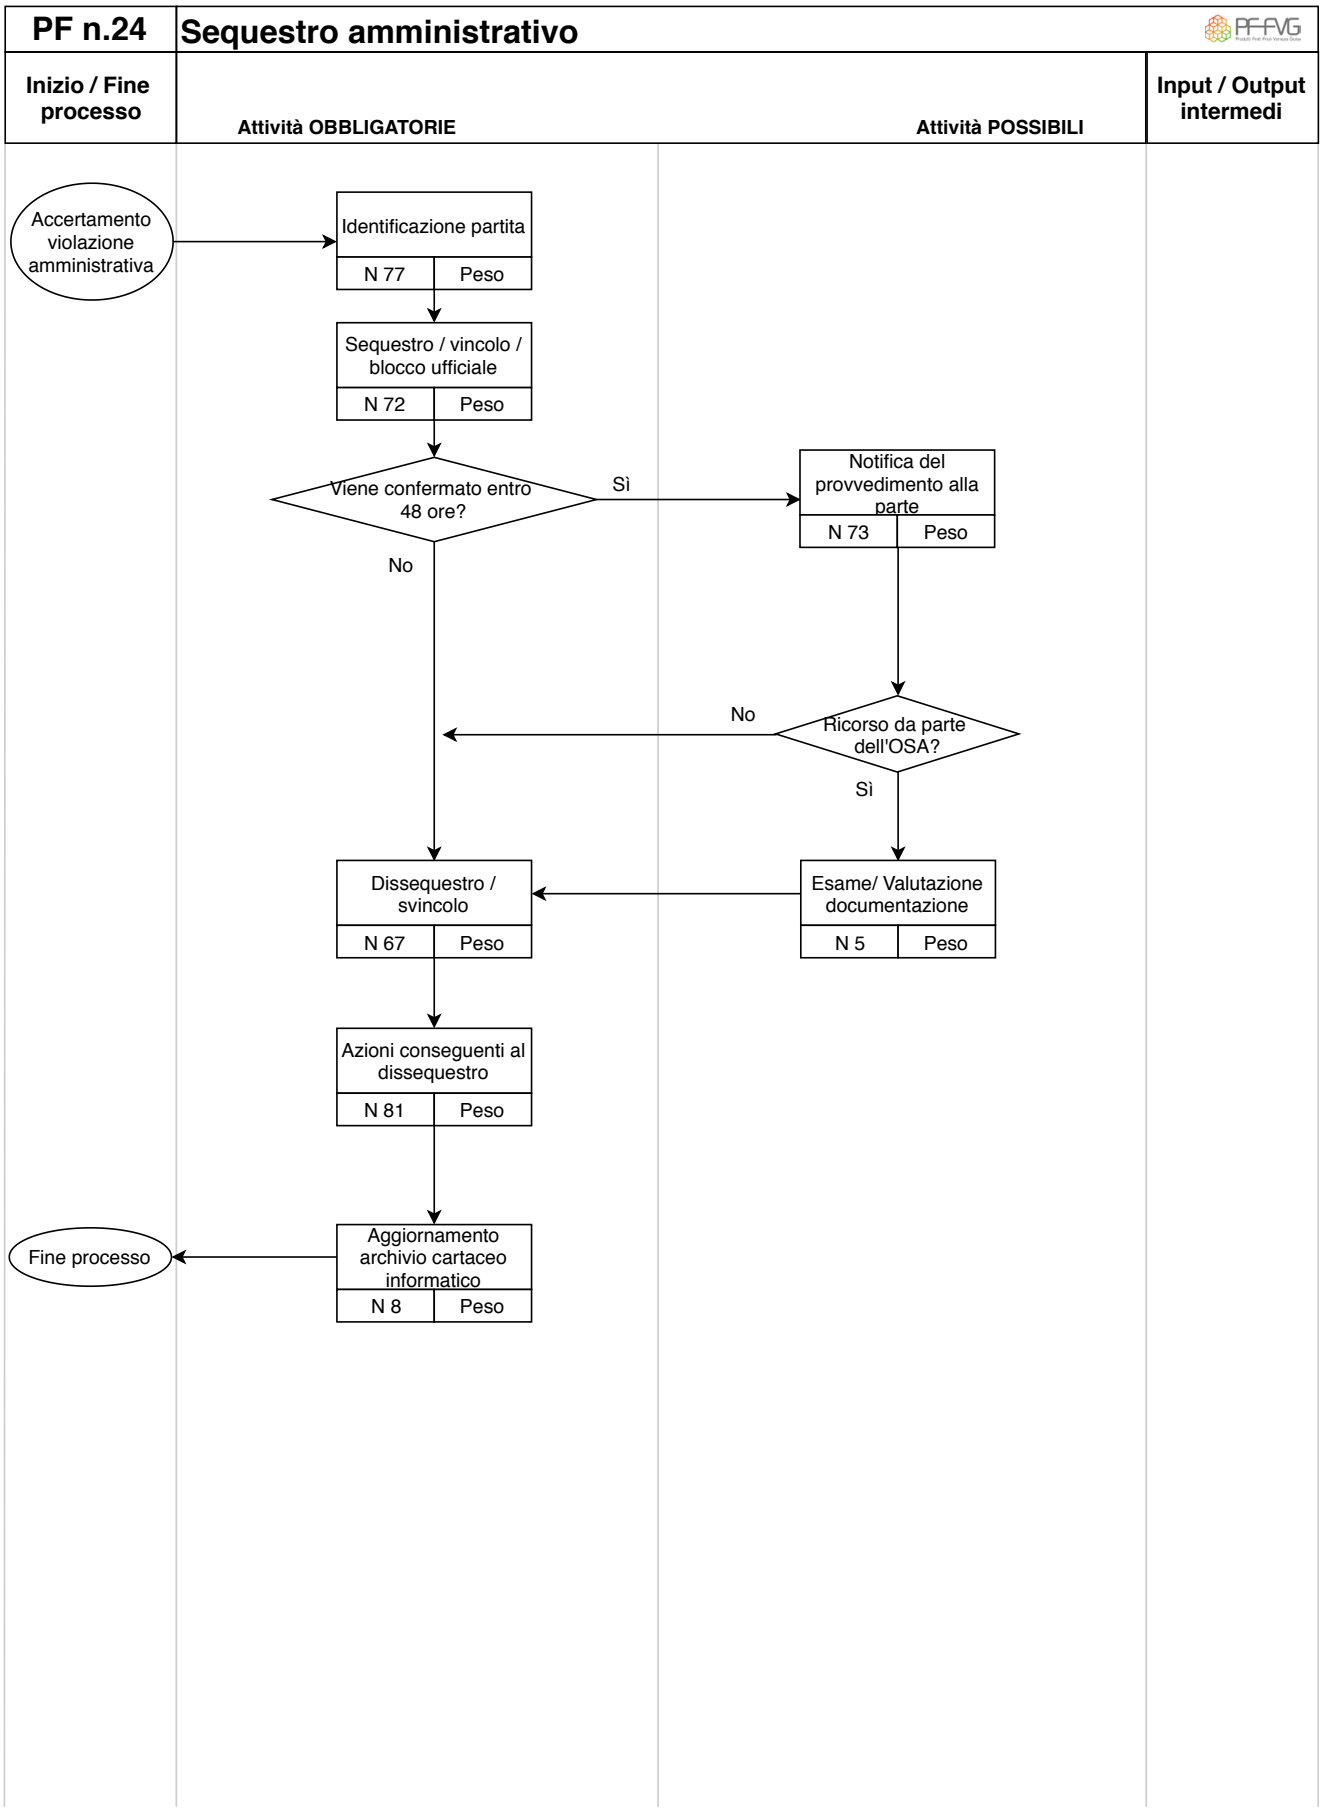 PF n.24
Sequestro amministrativo
PF-FVG
Inizio / Fine
processo
Attività OBBLIGATORIE
Attività POSSIBILI
Input / Output
intermedi
Accertamento
violazione
amministrativa
Identificazione partita
N 77
Peso
Sequestro / vincolo /
blocco ufficiale
N 72
Peso
Viene confermato entro
48 ore?
Sì
No
Notifica del
provvedimento alla
parte
N 73
Peso
Ricorso da parte
dell'OSA?
No
Sì
Dissequestro /
svincolo
N 67
Peso
Esame/ Valutazione
documentazione
N 5
Peso
Azioni conseguenti al
dissequestro
N 81
Peso
Aggiornamento
archivio cartaceo
informatico
N 8
Peso
Fine processo